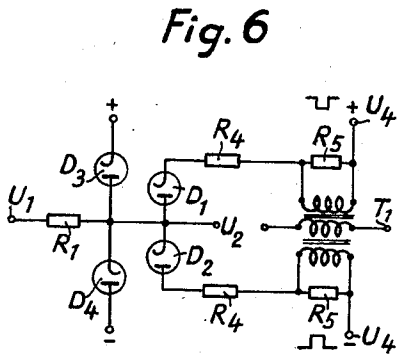 Fig. 6
+
+ U4
R4
R5
D3
D1
U1
T1
R1
U2
D2
D4
R4
R5
-
- U4